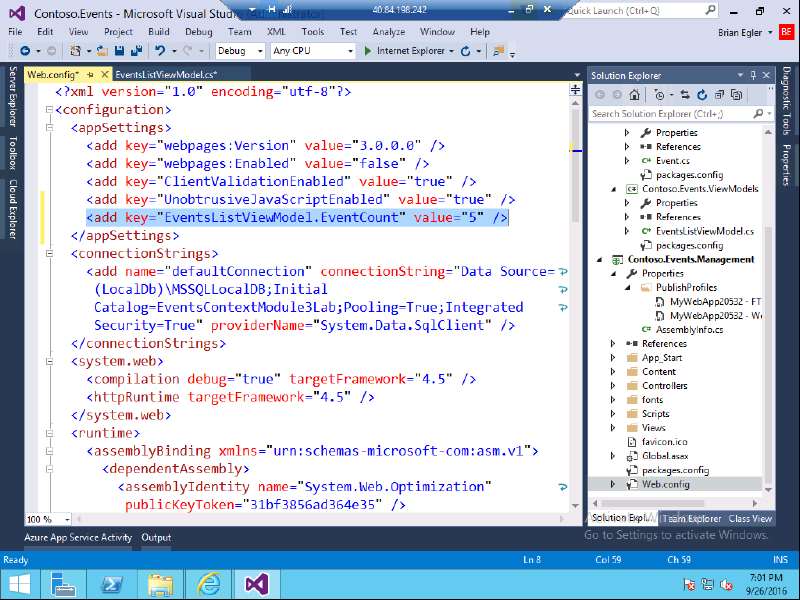 Contoso.Events - Microsoft Visual Studio (Administrator)
40.84.198.242
Quick Launch (Ctrl+Q)
File Edit View Project Build Debug Team XML Tools Test Analyze Window Help
Brian Egler BE
Debug Any CPU Internet Explorer
Server Explorer
Toolbox
Cloud Explorer
Web.config* EventsListViewModel.cs*
<?xml version="1.0" encoding="utf-8"?>
<configuration>
<appSettings>
<add key="webpages:Version" value="3.0.0.0" />
<add key="webpages:Enabled" value="false" />
<add key="ClientValidationEnabled" value="true" />
<add key="UnobtrusiveJavaScriptEnabled" value="true" />
<add key="EventsListViewModel.EventCount" value="5" />
</appSettings>
<connectionStrings>
<add name="defaultConnection" connectionString="Data Source=
(LocalDb)\MSSQLLocalDB;Initial
Catalog=EventsContextModule3Lab;Pooling=True;Integrated
Security=True" providerName="System.Data.SqlClient" />
</connectionStrings>
<system.web>
<compilation debug="true" targetFramework="4.5" />
<httpRuntime targetFramework="4.5" />
</system.web>
<runtime>
<assemblyBinding xmlns="urn:schemas-microsoft-com:asm.v1">
<dependentAssembly>
<assemblyIdentity name="System.Web.Optimization"
publicKeyToken="31bf3856ad364e35" />
100 %
Solution Explorer
Search Solution Explorer (Ctrl+;)
Properties
References
Event.cs
packages.config
Contoso.Events.ViewModels
Properties
References
EventsListViewModel.cs
packages.config
Contoso.Events.Management
Properties
PublishProfiles
MyWebApp20532 - FT
MyWebApp20532 - We
AssemblyInfo.cs
References
App_Start
Content
Controllers
fonts
Scripts
Views
favicon.ico
Global.asax
packages.config
Web.config
Solution Expl... Team Explorer Class View
Diagnostic Tools
Properties
Activate Windows
Go to Settings to activate Windows.
Azure App Service Activity Output
Ready Ln 8 Col 59 Ch 59 INS
7:01 PM
9/26/2016